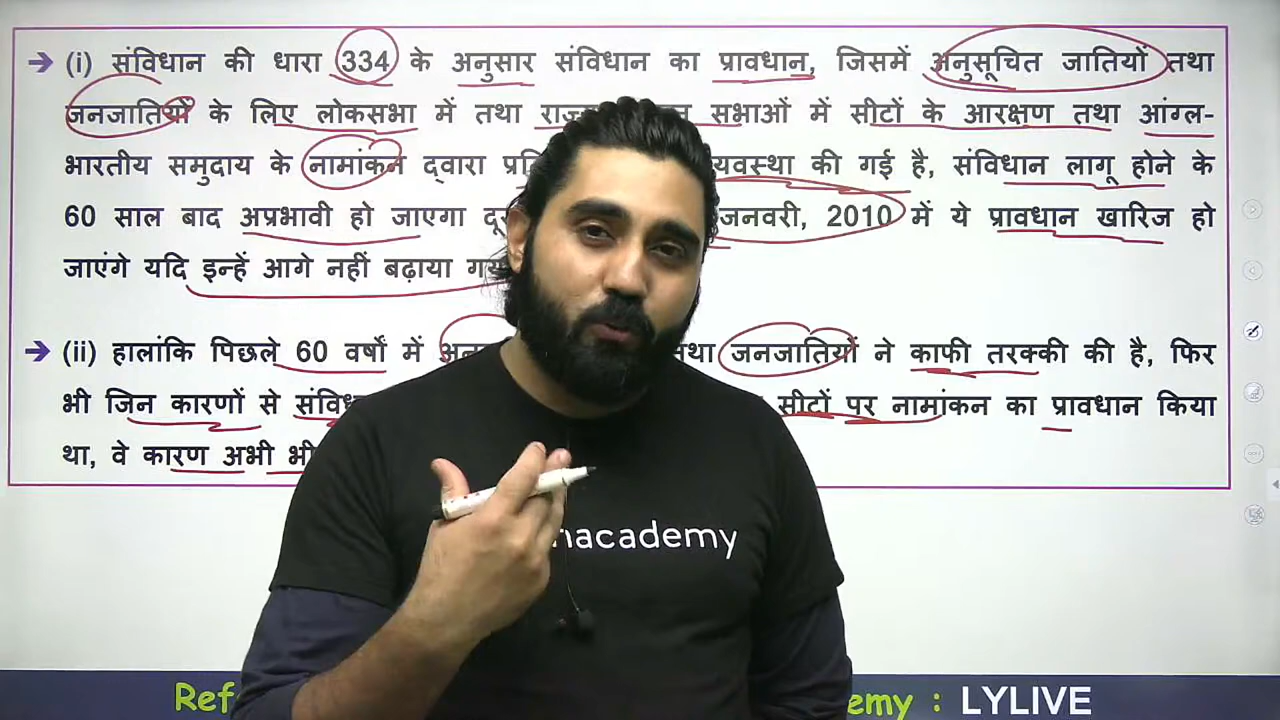 (i) संविधान की धारा 334 के अनुसार संविधान का प्रावधान, जिसमें अनुसूचित जातियों तथा
जनजातियों के लिए लोकसभा में तथा सभाओं में सीटों के आरक्षण तथा आंग्ल-
भारतीय समुदाय के नामांकन द्वारा की गई है, संविधान लागू होने के
60 साल बाद अप्रभावी हो जाएगा जनवरी, 2010 में ये प्रावधान खारिज हो
जाएंगे यदि इन्हें आगे नहीं बढ़ाया
(ii) हालांकि पिछले 60 वर्षों में तथा जनजातियों ने काफी तरक्की की है, फिर
भी जिन कारणों से सीटों पर नामांकन का प्रावधान किया
था, वे कारण अभी भी
nacademy
Ref emy : LYLIVE